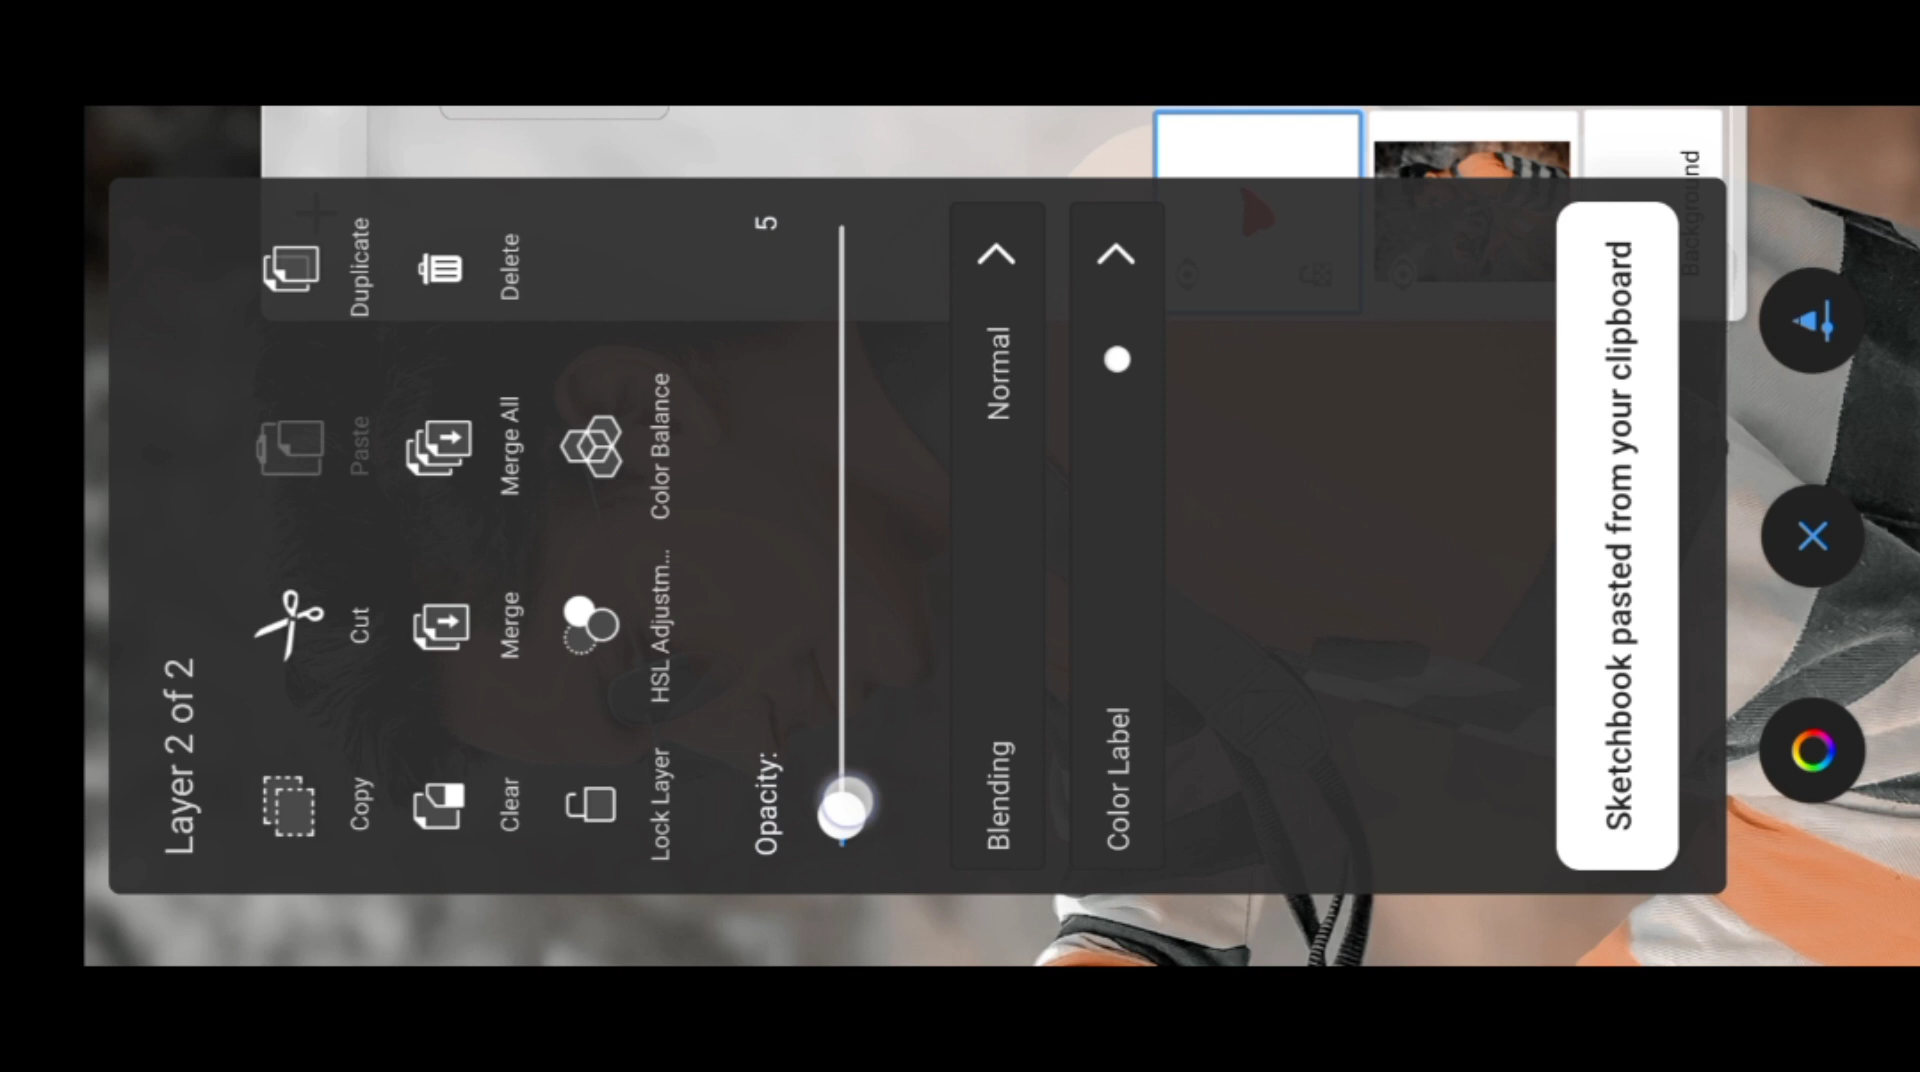 Layer 2 of 2
Copy
Cut
Paste
Duplicate
Clear
Merge
Merge All
Delete
Lock Layer
HSL Adjustm...
Color Balance
Opacity: 5
Blending Normal
Color Label
Background
Sketchbook pasted from your clipboard